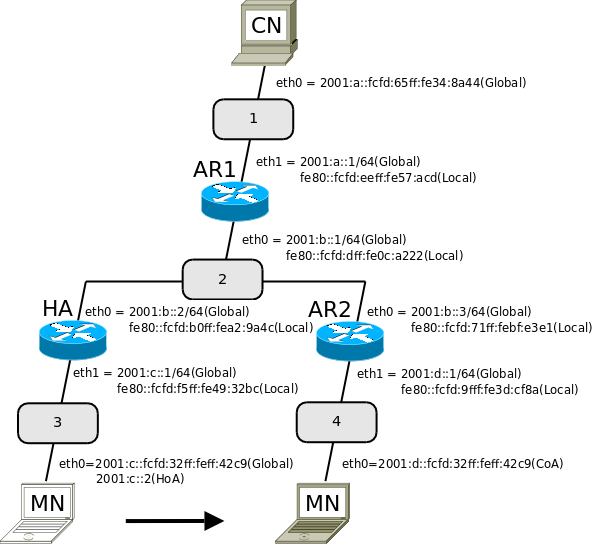 CN
eth0 = 2001:a::fcfd:65ff:fe34:8a44(Global)
1
AR1
eth1 = 2001:a::1/64(Global)
fe80::fcfd:eeff:fe57:acd(Local)
eth0 = 2001:b::1/64(Global)
fe80::fcfd:dff:fe0c:a222(Local)
2
HA
eth0 = 2001:b::2/64(Global)
fe80::fcfd:b0ff:fea2:9a4c(Local)
AR2
eth0 = 2001:b::3/64(Global)
fe80::fcfd:71ff:febf:e3e1(Local)
eth1 = 2001:c::1/64(Global)
fe80::fcfd:f5ff:fe49:32bc(Local)
eth1 = 2001:d::1/64(Global)
fe80::fcfd:9fff:fe3d:cf8a(Local)
3
4
eth0=2001:c::fcfd:32ff:feff:42c9(Global)
2001:c::2(HoA)
eth0=2001:d::fcfd:32ff:feff:42c9(CoA)
MN
MN